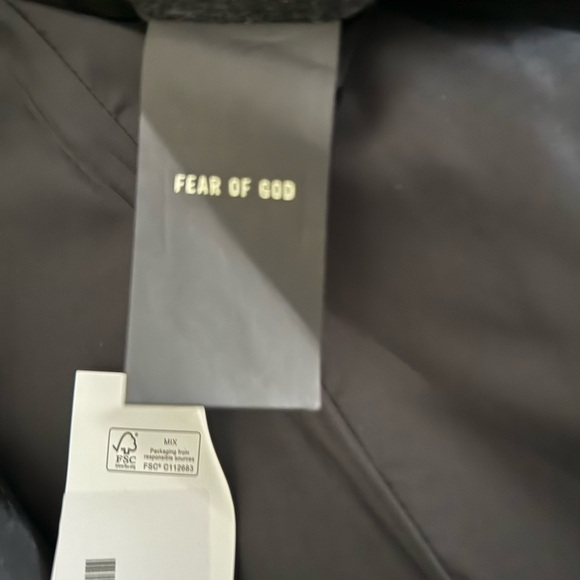 FEAR OF GOD
MIX
Packaging from
responsible sources
FSC® C112683
FSC